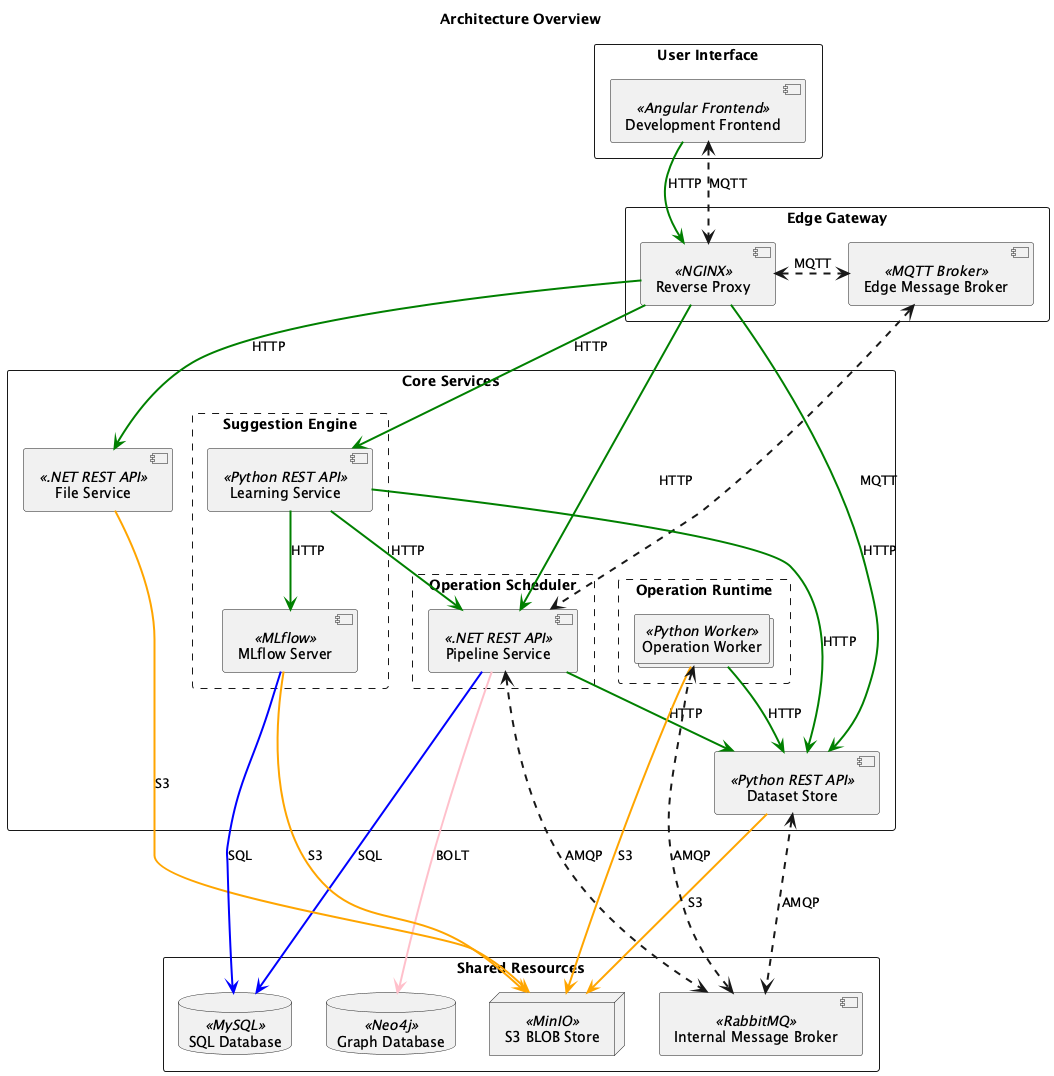 Architecture Overview
User Interface
«Angular Frontend»
Development Frontend
HTTP
MQTT
Edge Gateway
«NGINX»
Reverse Proxy
MQTT
«MQTT Broker»
Edge Message Broker
HTTP
HTTP
Core Services
Suggestion Engine
«.NET REST API»
File Service
«Python REST API»
Learning Service
HTTP
MQTT
HTTP
HTTP
HTTP
Operation Scheduler
Operation Runtime
«MLflow»
MLflow Server
«.NET REST API»
Pipeline Service
«Python Worker»
Operation Worker
HTTP
HTTP
HTTP
S3
«Python REST API»
Dataset Store
SQL
S3
SQL
BOLT
AMQP
S3
AMQP
S3
AMQP
Shared Resources
«MySQL»
SQL Database
«Neo4j»
Graph Database
«MinIO»
S3 BLOB Store
«RabbitMQ»
Internal Message Broker